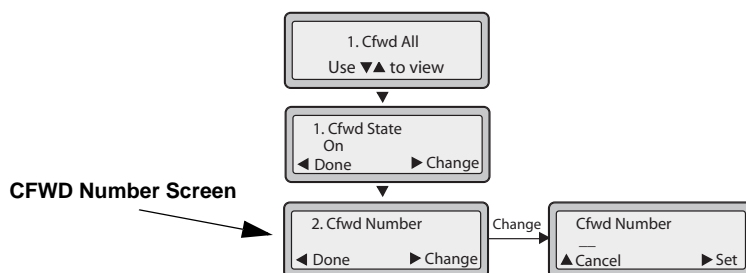 1. Cfwd All
Use ▼▲ to view
▼
1. Cfwd State
On
◀ Done ▶ Change
▼
CFWD Number Screen
2. Cfwd Number
◀ Done ▶ Change
Change
Cfwd Number
__
▲ Cancel ▶ Set